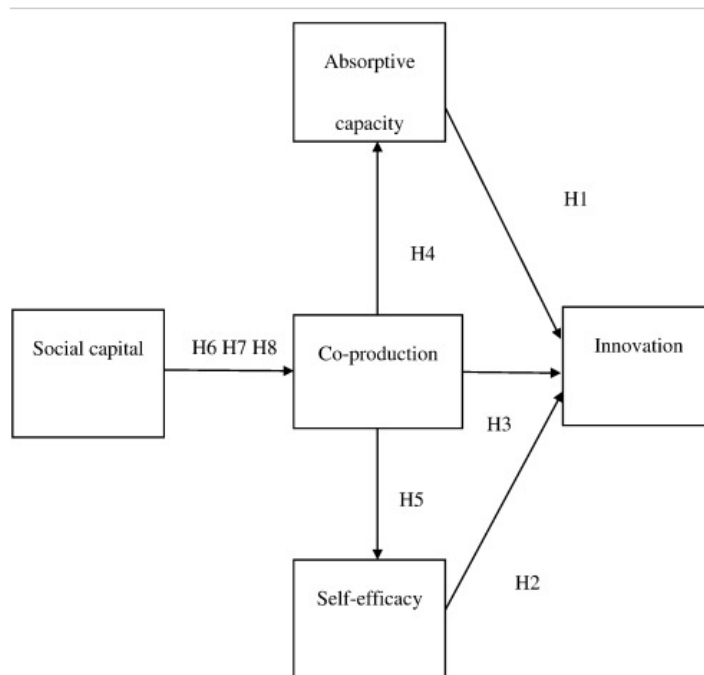 Absorptive
capacity
H1
H4
Social capital
H6 H7 H8
Co-production
Innovation
H3
H5
Self-efficacy
H2